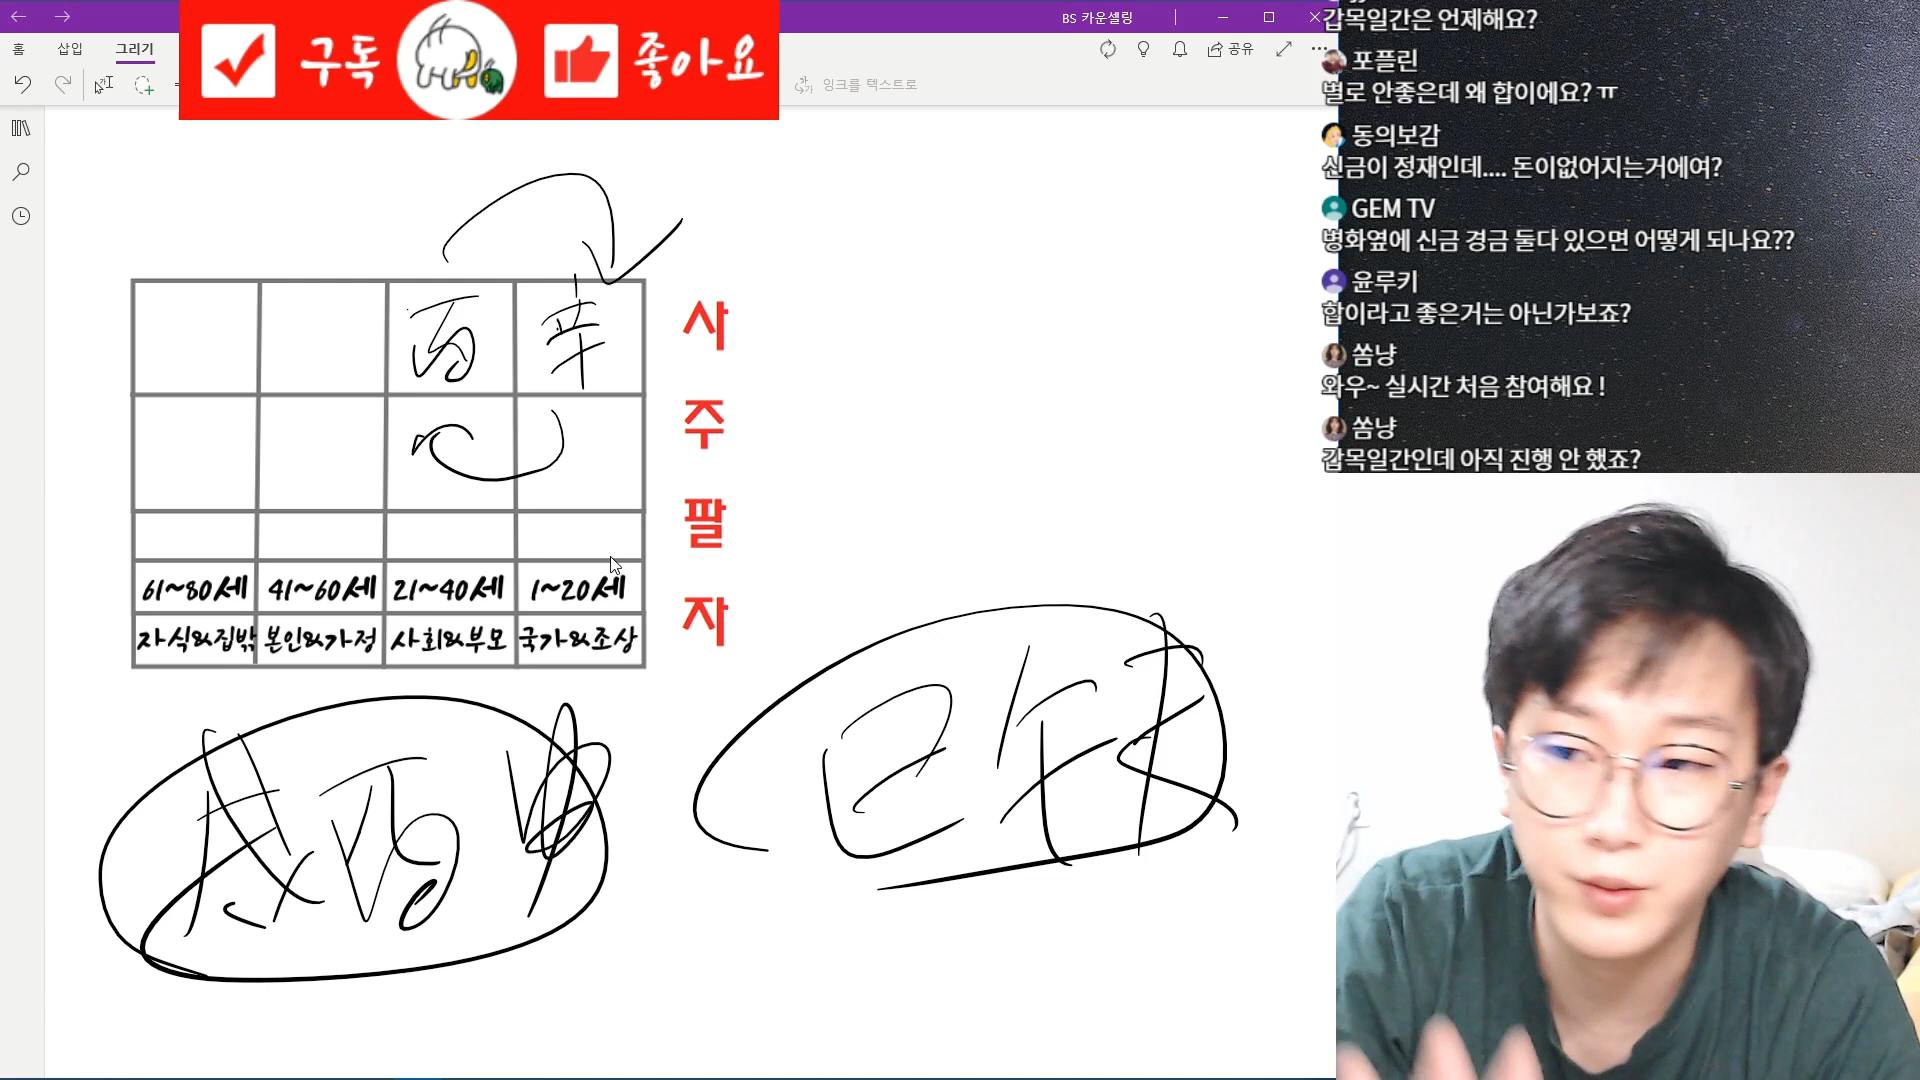 BS 카운셀링
홈 삽입 그리기
공유
잉크를 텍스트로
구독 좋아요
丙 辛
사
주
팔
자
61~80세 41~60세 21~40세 1~20세
자식&집밖 본인&가정 사회&부모 국가&조상
갑목일간은 언제해요?
포플린
별로 안좋은데 왜 합이에요? ㅠ
동의보감
신금이 정재인데.... 돈이없어지는거에여?
GEM TV
병화옆에 신금 경금 둘다 있으면 어떻게 되나요??
윤루키
합이라고 좋은거는 아닌가보죠?
쏨냥
와우~ 실시간 처음 참여해요 !
쏨냥
갑목일간인데 아직 진행 안 했죠?